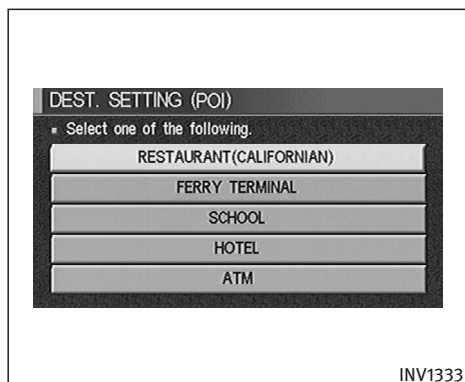 DEST. SETTING (POI)
Select one of the following.
RESTAURANT(CALIFORNIAN)
FERRY TERMINAL
SCHOOL
HOTEL
ATM
INV1333